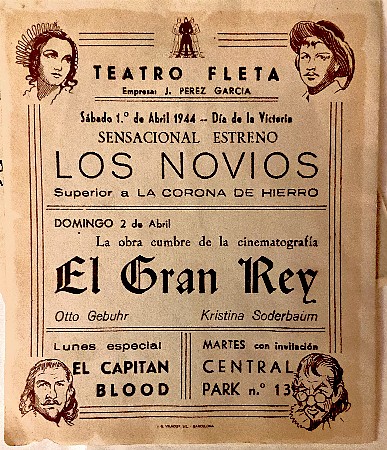 TEATRO FLETA
Empresa: J. PEREZ GARCIA
Sábado 1.º de Abril 1944 -- Día de la Victoria
SENSACIONAL ESTRENO
LOS NOVIOS
Superior a LA CORONA DE HIERRO
DOMINGO 2 de Abril
La obra cumbre de la cinematografía
El Gran Rey
Otto Gebuhr Kristina Soderbaum
Lunes especial
EL CAPITAN
BLOOD
MARTES con invitación
CENTRAL
PARK n.º 13
BARCELONA